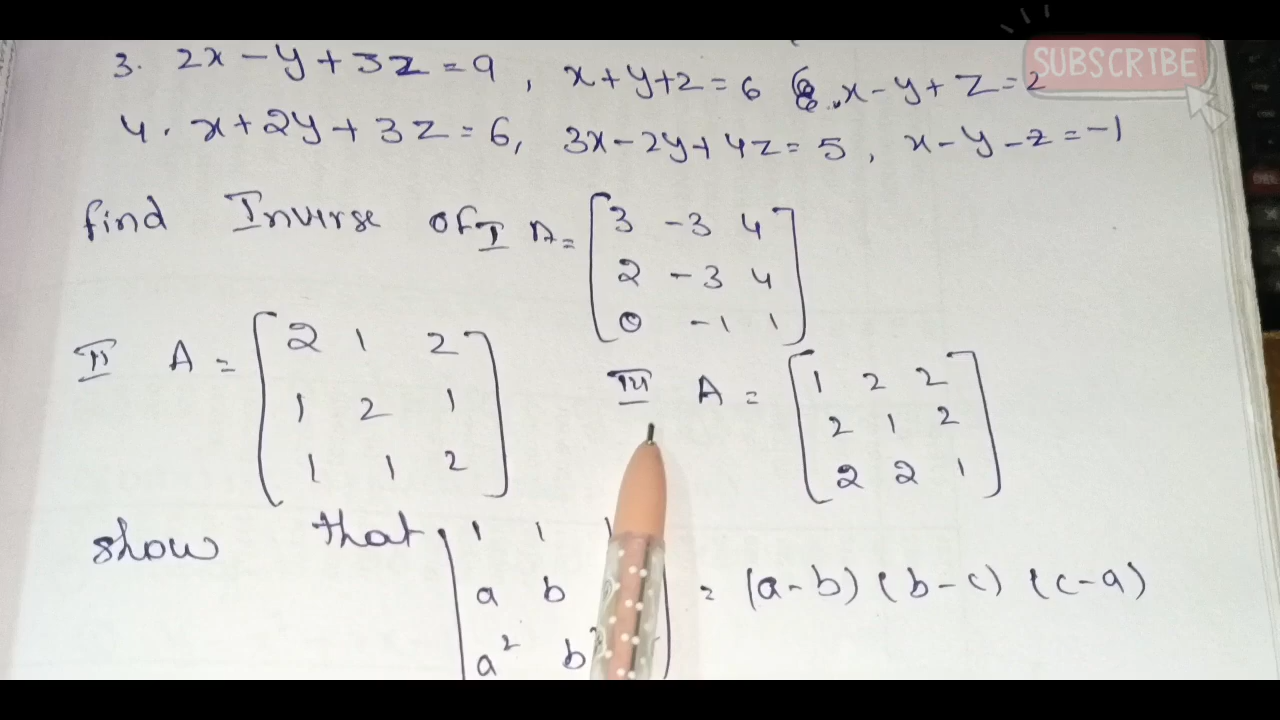 SUBSCRIBE
3. 2x - y + 3z = 9, x + y + z = 6 & x - y + z = 2
4. x + 2y + 3z = 6, 3x - 2y + 4z = 5, x - y - z = -1
find Inverse of I A = [3 -3 4
2 -3 4
0 -1 1]
II A = [2 1 2
1 2 1
1 1 2]
III A = [1 2 2
2 1 2
2 2 1]
show that | 1 1 1
a b
a² b² | = (a-b) (b-c) (c-a)